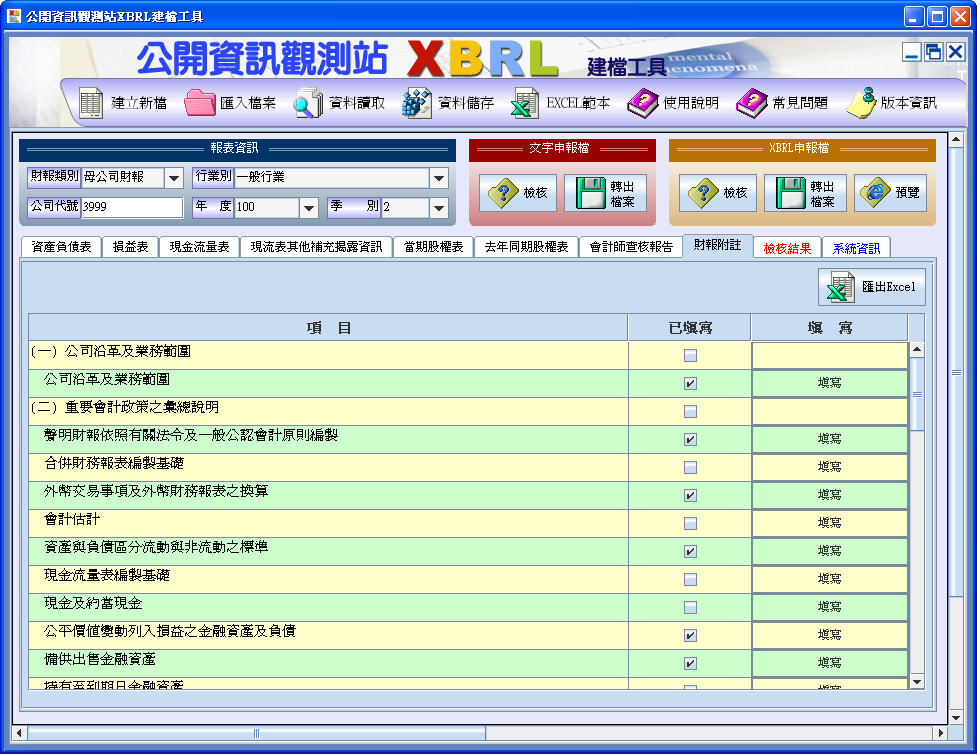 公開資訊觀測站XBRL建檔工具
公開資訊觀測站 XBRL 建檔工具
mental
enomena
建立新檔 匯入檔案 資料讀取 資料儲存 EXCEL範本 使用說明 常見問題 版本資訊
報表資訊 文字申報檔 XBRL申報檔
財報類別 母公司財報 行業別 一般行業
檢核 轉出檔案 檢核 轉出檔案 預覽
公司代號 3999 年 度 100 季 別 2
資產負債表 損益表 現金流量表 現流表其他補充揭露資訊 當期股權表 去年同期股權表 會計師查核報告 財報附註 檢核結果 系統資訊
匯出Excel
項 目 已填寫 填 寫
(一) 公司沿革及業務範圍
公司沿革及業務範圍 填寫
(二) 重要會計政策之彙總說明
聲明財報依照有關法令及一般公認會計原則編製 填寫
合併財務報表編製基礎 填寫
外幣交易事項及外幣財務報表之換算 填寫
會計估計 填寫
資產與負債區分流動與非流動之標準 填寫
現金流量表編製基礎 填寫
現金及約當現金 填寫
公平價值變動列入損益之金融資產及負債 填寫
備供出售金融資產 填寫
持有至到期日金融資產 填寫